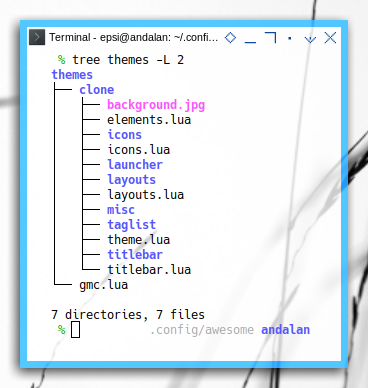 Terminal - epsi@andalan: ~/.confi...
% tree themes -L 2
themes
├── clone
│   ├── background.jpg
│   ├── elements.lua
│   ├── icons
│   ├── icons.lua
│   ├── launcher
│   ├── layouts
│   ├── layouts.lua
│   ├── misc
│   ├── taglist
│   ├── theme.lua
│   ├── titlebar
│   └── titlebar.lua
└── gmc.lua

7 directories, 7 files
% .config/awesome andalan